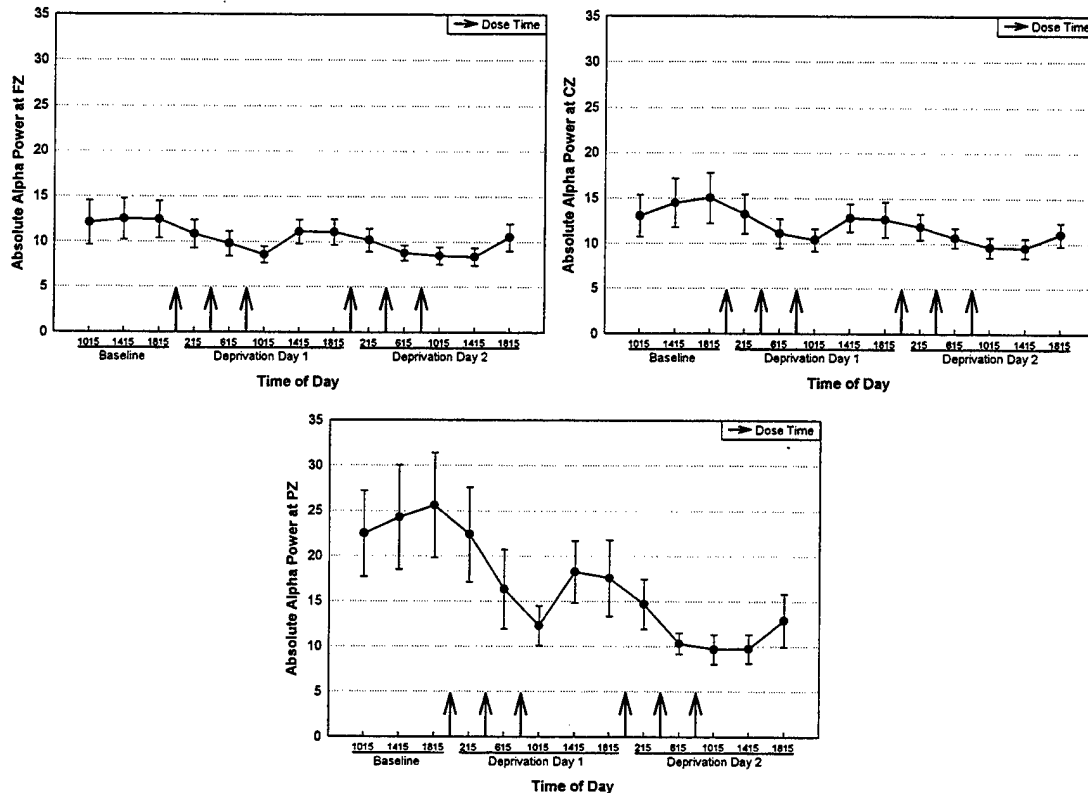 Dose Time
35
30
25
20
15
10
5
0
Absolute Alpha Power at FZ
1015 1415 1815 215 615 1015 1415 1815 215 615 1015 1415 1815
Baseline Deprivation Day 1 Deprivation Day 2
Time of Day
Dose Time
35
30
25
20
15
10
5
0
Absolute Alpha Power at CZ
1015 1415 1815 215 615 1015 1415 1815 215 615 1015 1415 1815
Baseline Deprivation Day 1 Deprivation Day 2
Time of Day
Dose Time
35
30
25
20
15
10
5
0
Absolute Alpha Power at PZ
1015 1415 1815 215 615 1015 1415 1815 215 615 1015 1415 1815
Baseline Deprivation Day 1 Deprivation Day 2
Time of Day